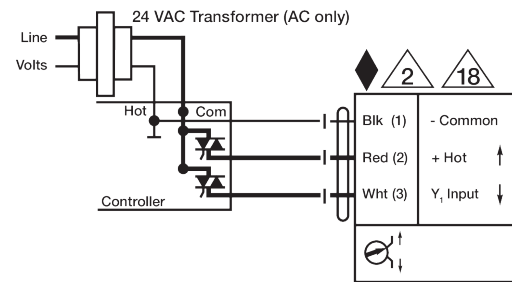 24 VAC Transformer (AC only)
Line
Volts
2
18
Hot
Com
Blk (1)
- Common
Red (2)
+ Hot
Wht (3)
Y₁ Input
Controller